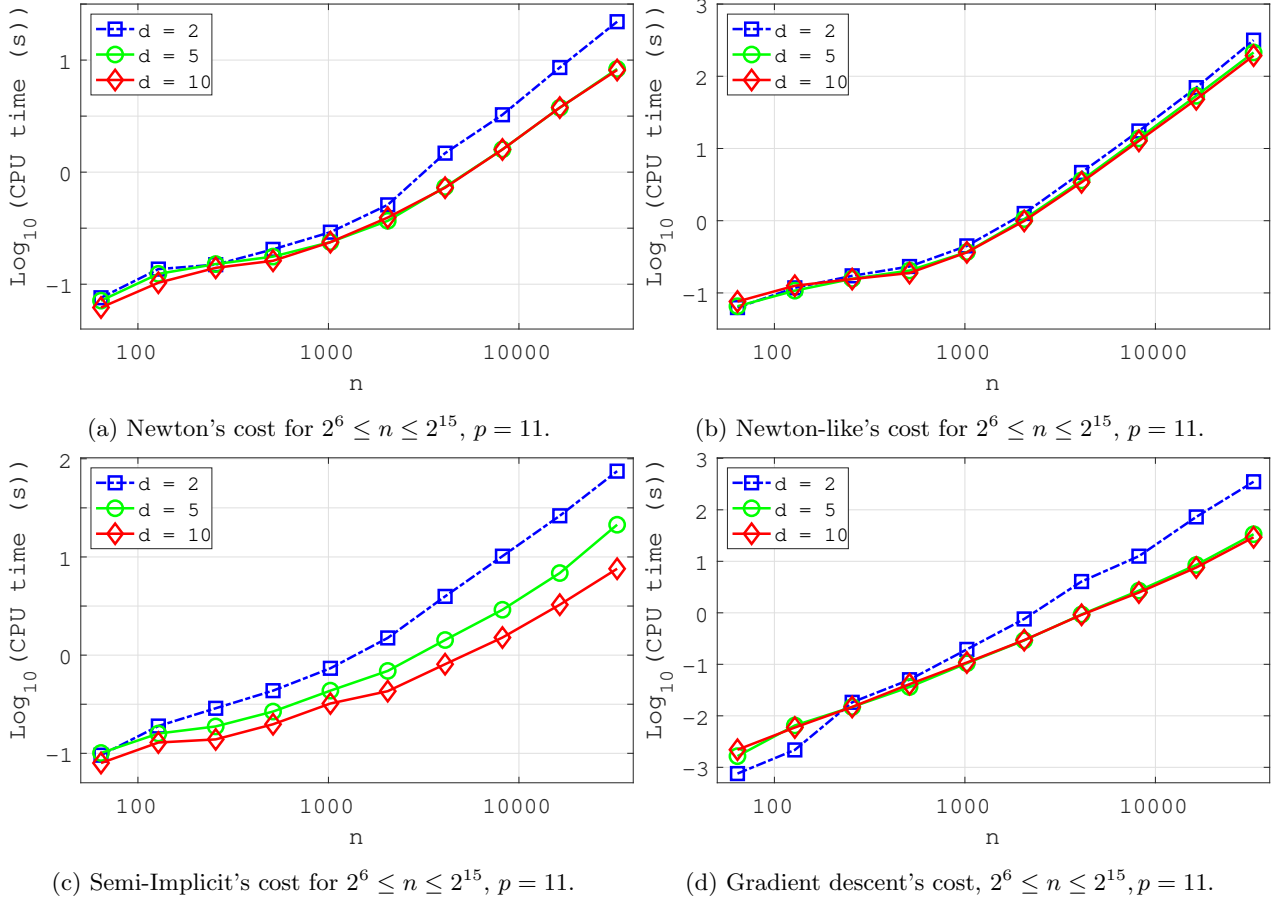 Log10(CPU time (s))
d = 2
d = 5
d = 10
1
0
−1
100
1000
10000
n
(a) Newton's cost for 2^6 ≤ n ≤ 2^15, p = 11.
Log10(CPU time (s))
d = 2
d = 5
d = 10
3
2
1
0
−1
100
1000
10000
n
(b) Newton-like's cost for 2^6 ≤ n ≤ 2^15, p = 11.
Log10(CPU time (s))
d = 2
d = 5
d = 10
2
1
0
−1
100
1000
10000
n
(c) Semi-Implicit's cost for 2^6 ≤ n ≤ 2^15, p = 11.
Log10(CPU time (s))
d = 2
d = 5
d = 10
3
2
1
0
−1
−2
−3
100
1000
10000
n
(d) Gradient descent's cost, 2^6 ≤ n ≤ 2^15, p = 11.